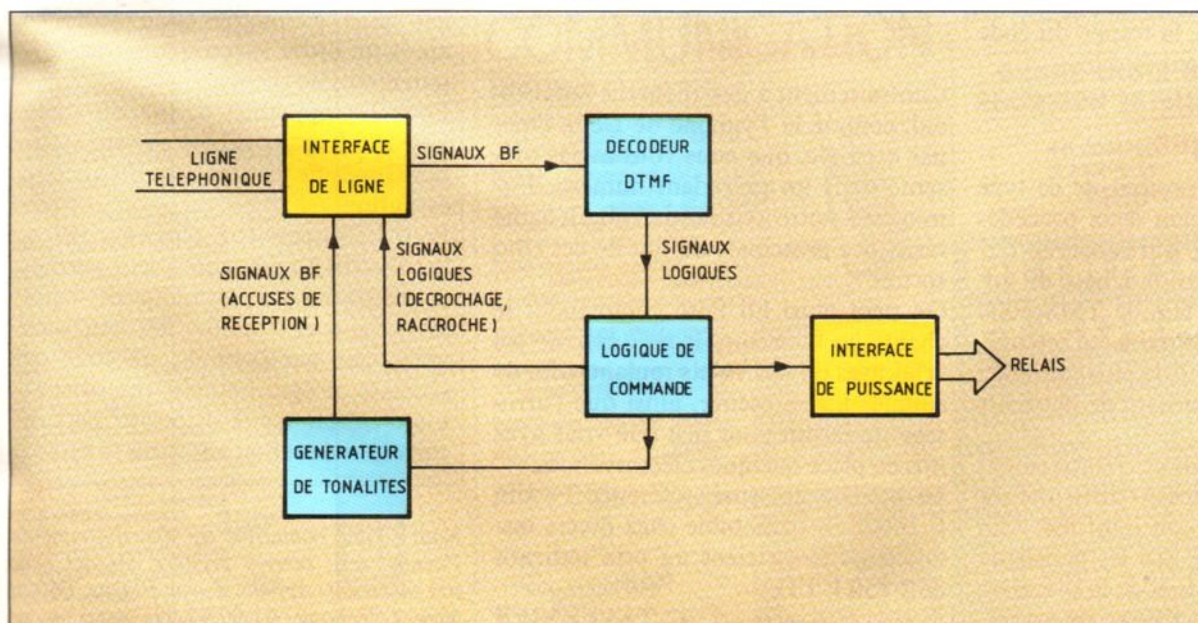 LIGNE
TELEPHONIQUE
INTERFACE
DE LIGNE
SIGNAUX BF
DECODEUR
DTMF
SIGNAUX BF
(ACCUSES DE
RECEPTION)
SIGNAUX
LOGIQUES
(DECROCHAGE,
RACCROCHE)
SIGNAUX
LOGIQUES
LOGIQUE DE
COMMANDE
INTERFACE
DE PUISSANCE
RELAIS
GENERATEUR
DE TONALITES